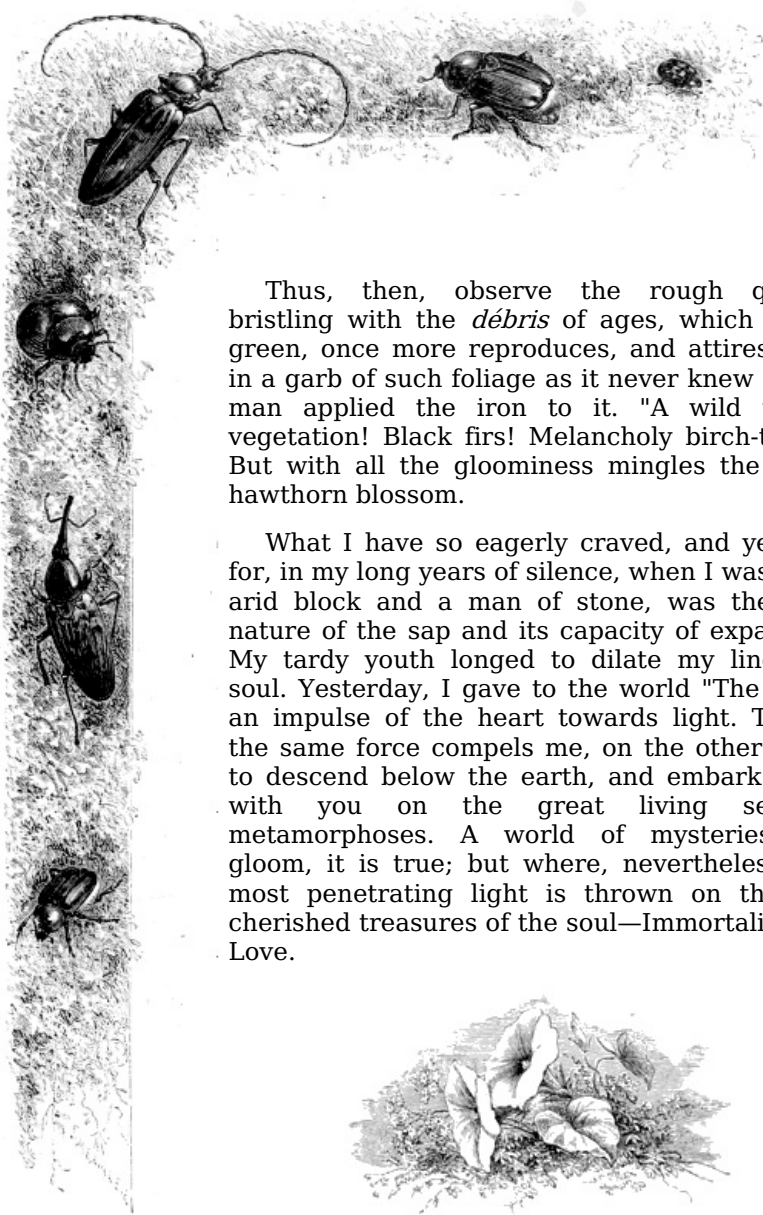 Thus, then, observe the rough
bristling with the débris of ages, which
green, once more reproduces, and attires
in a garb of such foliage as it never knew
man applied the iron to it. "A wild
vegetation! Black firs! Melancholy
But with all the gloominess mingles the
hawthorn blossom.
What I have so eagerly craved, and
for, in my long years of silence, when I was
arid block and a man of stone, was
nature of the sap and its capacity of
My tardy youth longed to dilate my
soul. Yesterday, I gave to the world "The
an impulse of the heart towards light.
the same force compels me, on the other
to descend below the earth, and embark
with you on the great living
metamorphoses. A world of mysteries
gloom, it is true; but where,
most penetrating light is thrown on
cherished treasures of the soul—
Love.